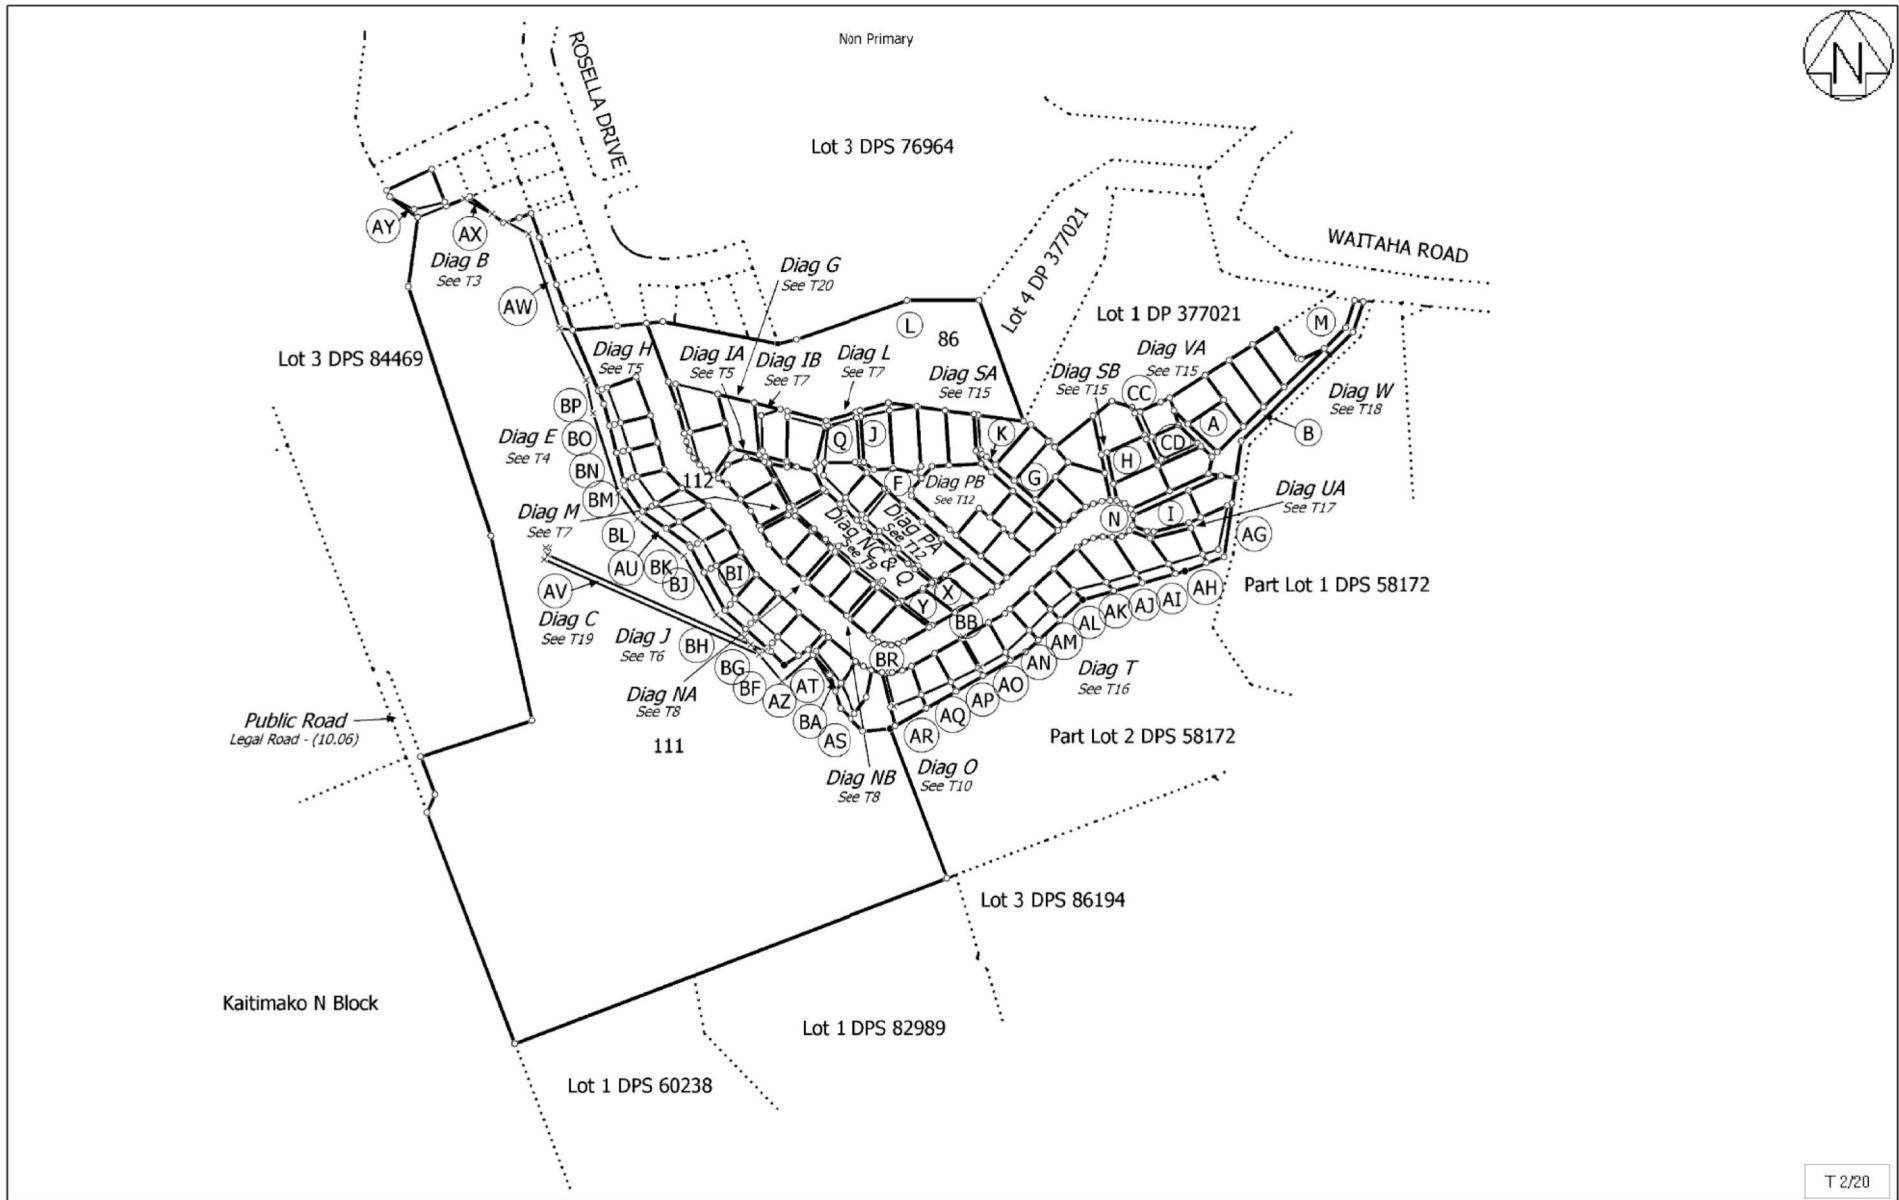 Non Primary
N
ROSELLA DRIVE
Lot 3 DPS 76964
AY
AX
Diag B
See T3
AW
Diag G
See T20
Lot 4 DP 377021
WAITAHA ROAD
L
86
Lot 1 DP 377021
M
Lot 3 DPS 84469
Diag H
See T5
Diag IA
See T5
Diag IB
See T7
Diag L
See T7
Diag SA
See T15
Diag SB
See T15
Diag VA
See T15
CC
Diag W
See T18
BP
BO
Diag E
See T4
BN
BM
Q
J
K
A
B
CD
H
G
F
112
Diag PB
See T12
Diag UA
See T17
Diag M
See T7
BL
AU
BK
BJ
BI
Diag NC & Q
See T9
Diag PA
See T12
N
I
AG
Part Lot 1 DPS 58172
AV
Diag C
See T19
Diag J
See T6
X
Y
BB
AH
AI
AJ
AK
AL
AM
AN
AO
AP
AQ
AR
Diag T
See T16
BH
BG
BF
AZ
AT
BA
AS
BR
Diag NA
See T8
Public Road
Legal Road - (10.06)
111
Part Lot 2 DPS 58172
Diag NB
See T8
Diag O
See T10
Lot 3 DPS 86194
Kaitimako N Block
Lot 1 DPS 82989
Lot 1 DPS 60238
T 2/20